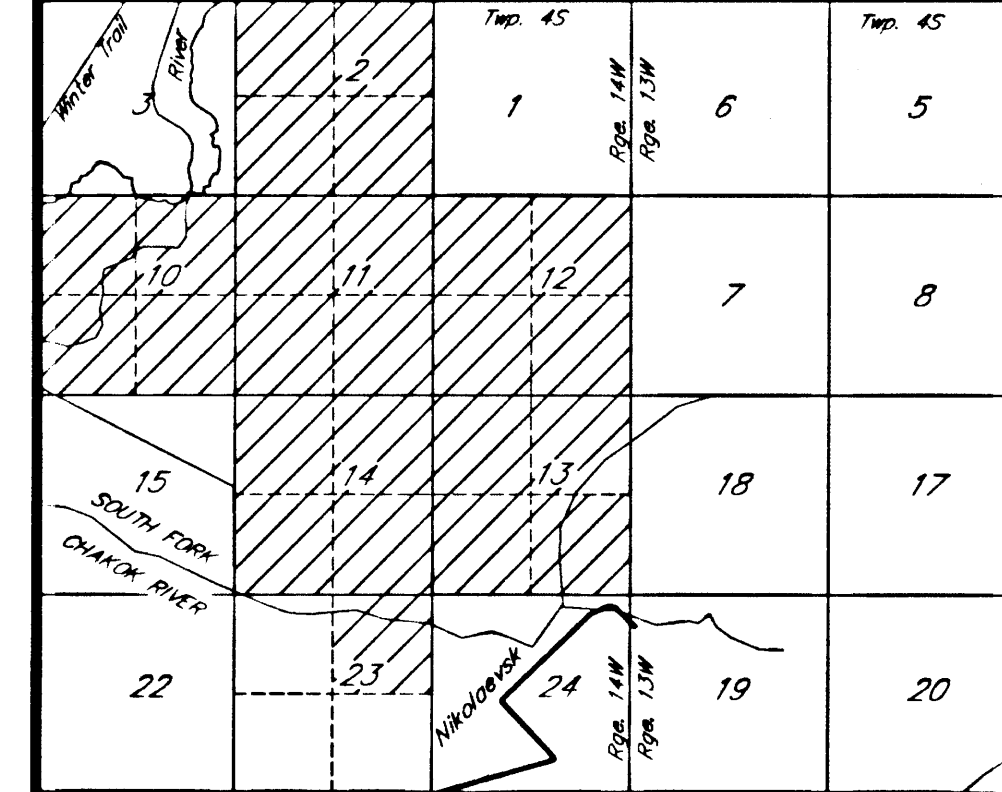 Twp. 4S
Twp. 4S
Winter Trail
River
3
2
1
Rge. 14W
Rge. 13W
6
5
10
11
12
7
8
15
14
13
18
17
SOUTH FORK
CHAKOK RIVER
22
23
Nikolaevsk
24
Rge. 14W
Rge. 13W
19
20